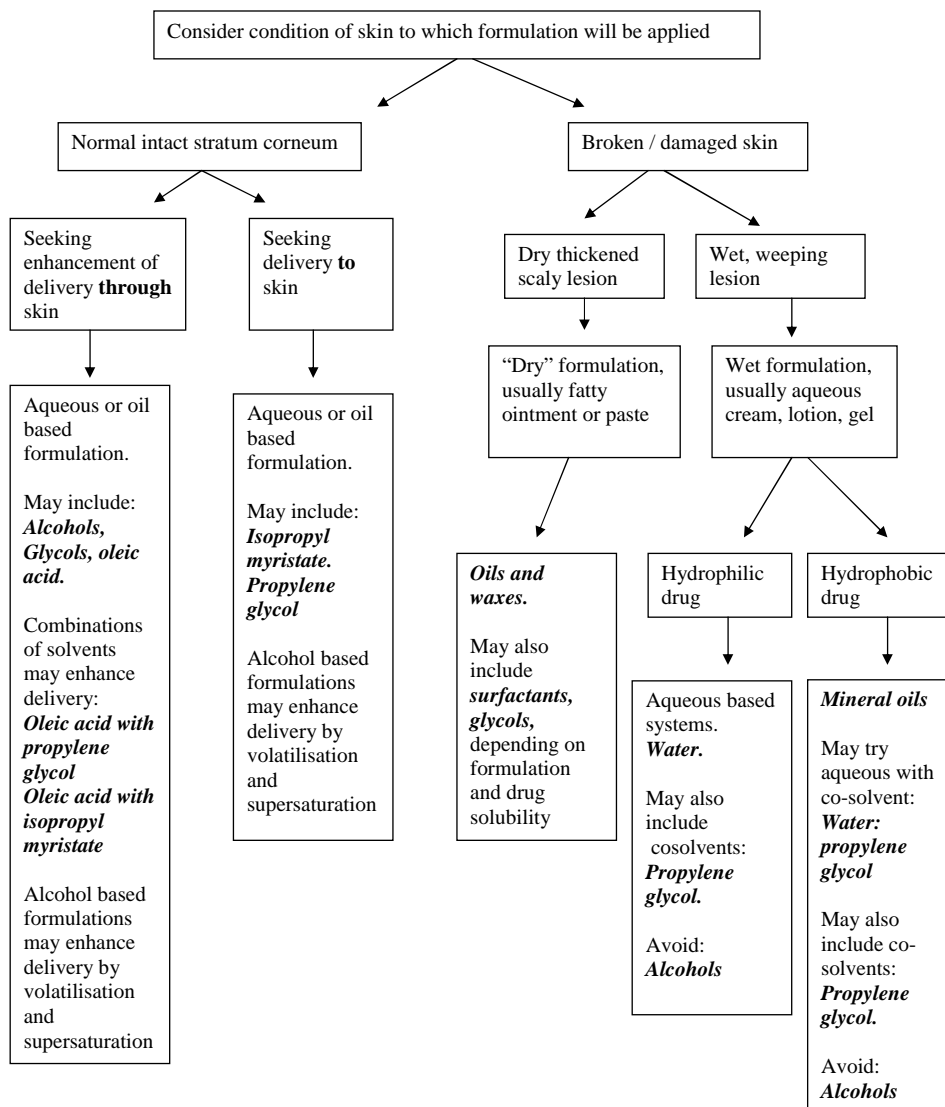 Consider condition of skin to which formulation will be applied
Normal intact stratum corneum
Broken / damaged skin
Seeking
enhancement of
delivery through
skin
Seeking
delivery to
skin
Dry thickened
scaly lesion
Wet, weeping
lesion
“Dry” formulation,
usually fatty
ointment or paste
Wet formulation,
usually aqueous
cream, lotion, gel
Aqueous or oil
based
formulation.
May include:
Alcohols,
Glycols, oleic
acid.
Combinations
of solvents
may enhance
delivery:
Oleic acid with
propylene
glycol
Oleic acid with
isopropyl
myristate
Alcohol based
formulations
may enhance
delivery by
volatilisation
and
supersaturation
Aqueous or oil
based
formulation.
May include:
Isopropyl
myristate.
Propylene
glycol
Alcohol based
formulations
may enhance
delivery by
volatilisation
and
supersaturation
Oils and
waxes.
May also
include
surfactants,
glycols,
depending on
formulation
and drug
solubility
Hydrophilic
drug
Hydrophobic
drug
Aqueous based
systems.
Water.
May also
include
cosolvents:
Propylene
glycol.
Avoid:
Alcohols
Mineral oils
May try
aqueous with
co-solvent:
Water:
propylene
glycol
May also
include co-
solvents:
Propylene
glycol.
Avoid:
Alcohols